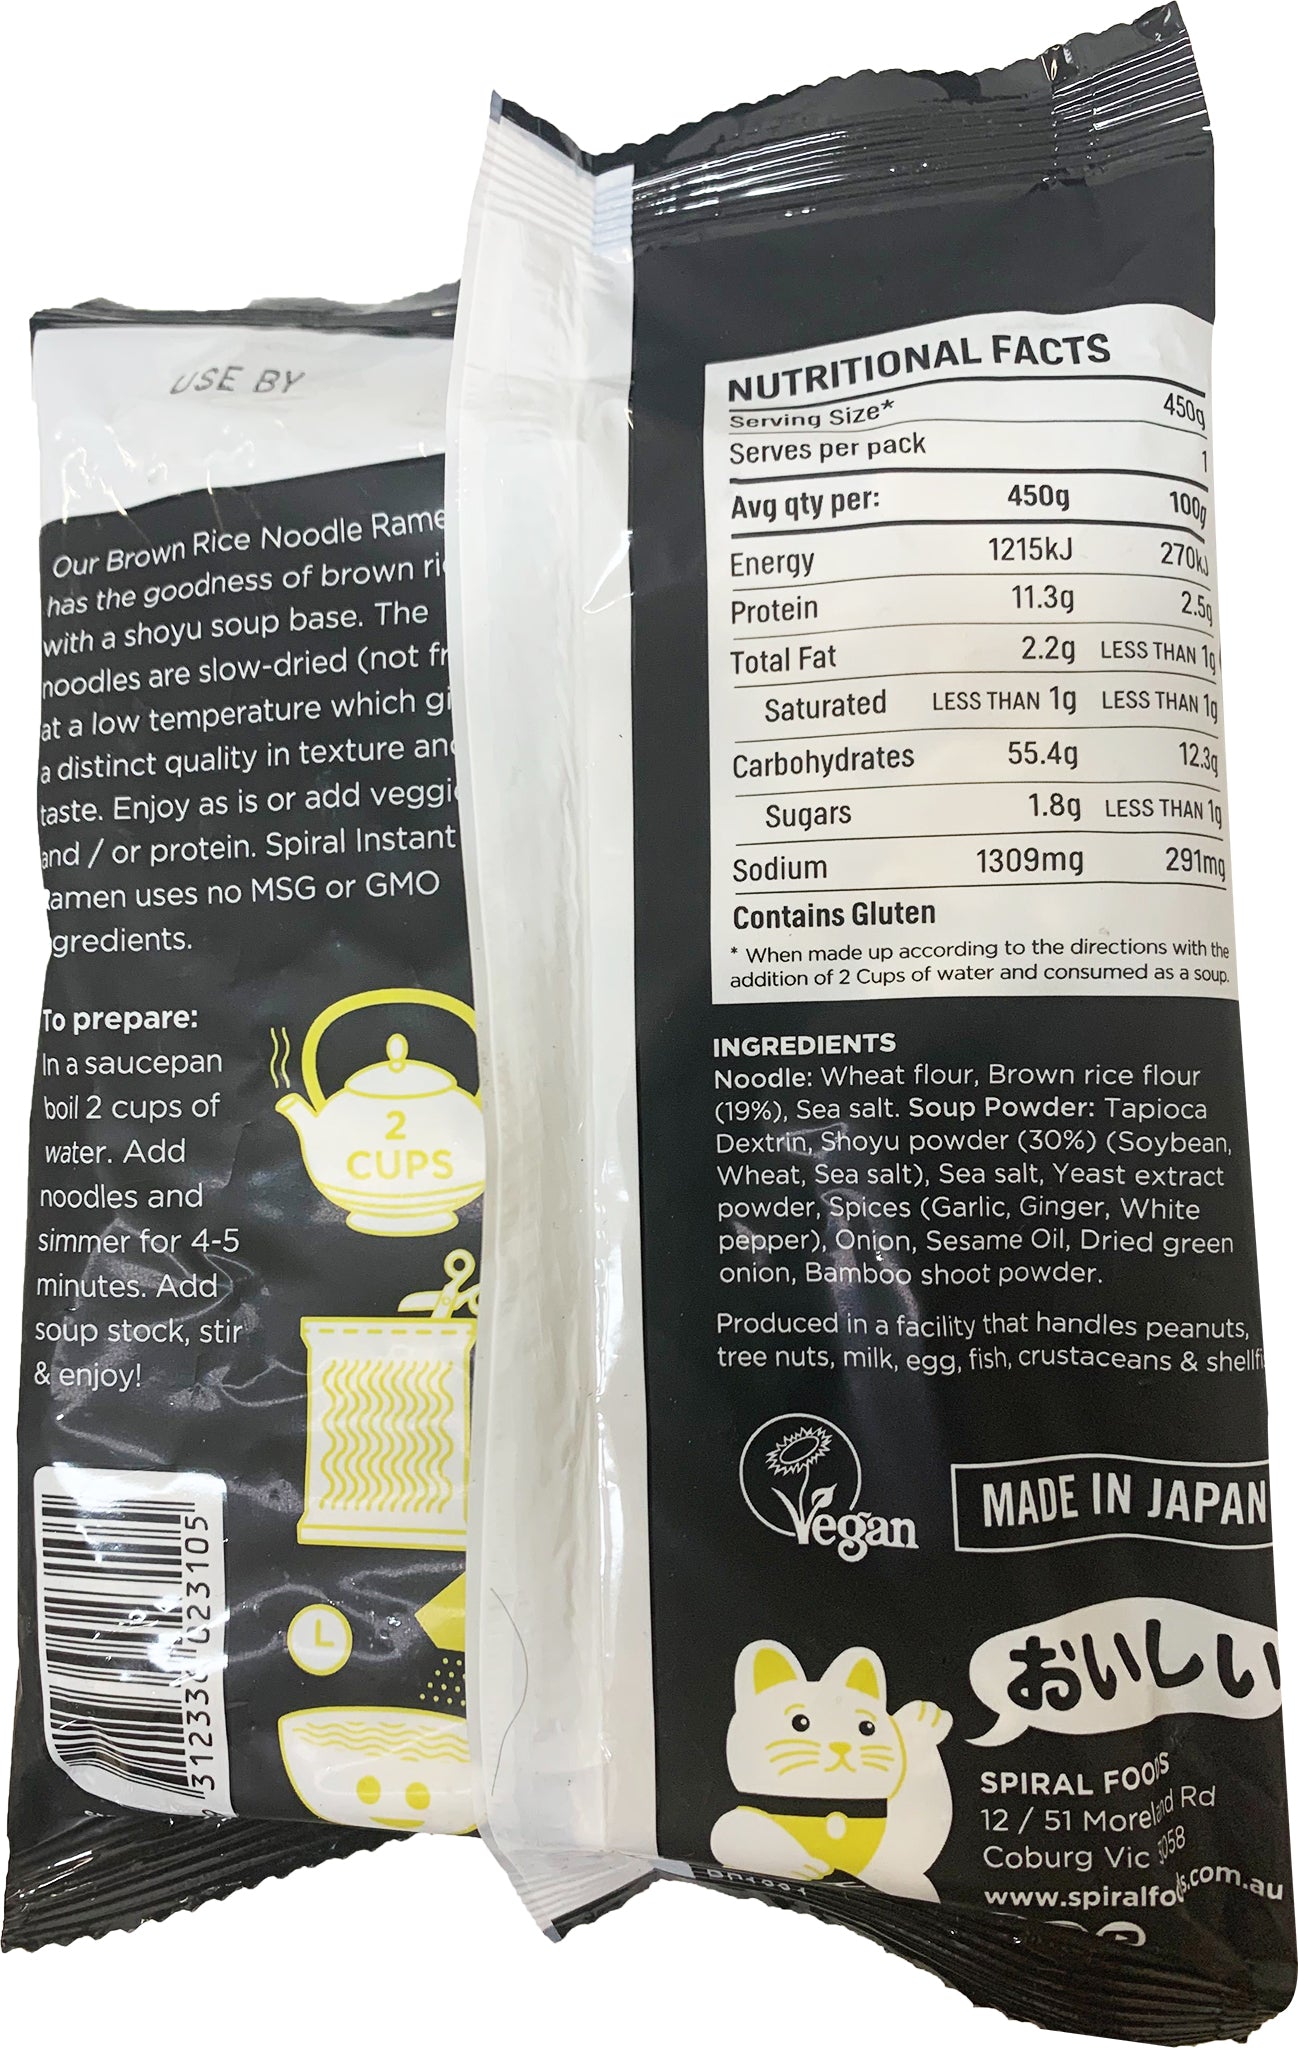 USE BY
Our Brown Rice Noodle Rame
has the goodness of brown ri
with a shoyu soup base. The
noodles are slow-dried (not fr
at a low temperature which gi
a distinct quality in texture an
taste. Enjoy as is or add veggi
and / or protein. Spiral Instant
amen uses no MSG or GMO
gredients.
To prepare:
In a saucepan
boil 2 cups of
water. Add
noodles and
simmer for 4-5
minutes. Add
soup stock, stir
& enjoy!
2
CUPS
NUTRITIONAL FACTS
Serving Size* 450g
Serves per pack 1
Avg qty per: 450g 100g
Energy 1215kJ 270kJ
Protein 11.3g 2.5g
Total Fat 2.2g LESS THAN 1g
Saturated LESS THAN 1g LESS THAN 1g
Carbohydrates 55.4g 12.3g
Sugars 1.8g LESS THAN 1g
Sodium 1309mg 291mg
Contains Gluten
* When made up according to the directions with the
addition of 2 Cups of water and consumed as a soup.
INGREDIENTS
Noodle: Wheat flour, Brown rice flour
(19%), Sea salt. Soup Powder: Tapioca
Dextrin, Shoyu powder (30%) (Soybean,
Wheat, Sea salt), Sea salt, Yeast extract
powder, Spices (Garlic, Ginger, White
pepper), Onion, Sesame Oil, Dried green
onion, Bamboo shoot powder.
Produced in a facility that handles peanuts,
tree nuts, milk, egg, fish, crustaceans & shellfi
Vegan
MADE IN JAPAN
おいしい
SPIRAL FOODS
12 / 51 Moreland Rd
Coburg Vic 3058
www.spiralfoods.com.au